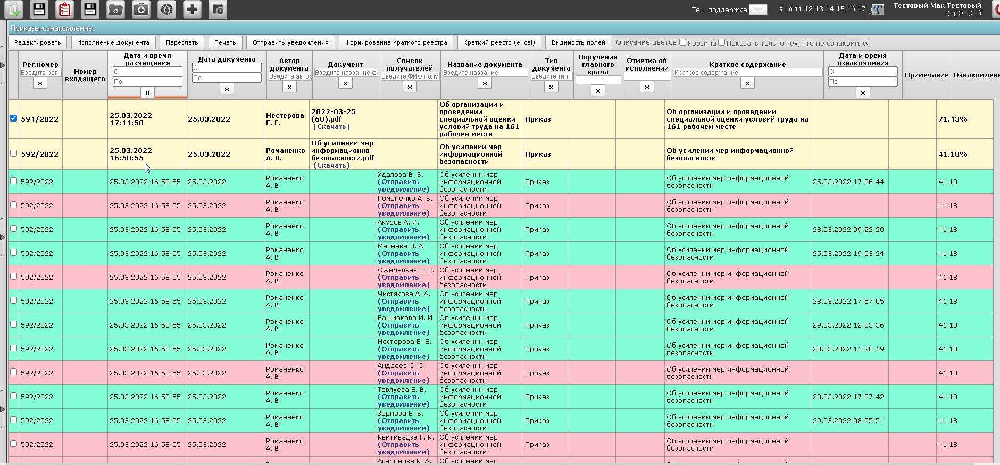 Тех. поддержка
9 10 11 12 13 14 15 16 17
Тестовый Мак Тестовый
(ТрО ЦСТ)
Приказы-ознакомление:
Редактировать Исполнение документа Переслать Печать Отправить уведомления Формирование краткого реестра Краткий реестр (excel) Видимость полей Описание цветов Корзина Показать только тех, кто не ознакомился
Рег.номер
Введите рег.н
x
Номер
входящего
Дата и время
размещения
С
По
x
Дата документа
С
По
x
Автор
документа
Введите автор
x
Документ
Введите название ф
x
Список
получателей
Введите ФИО получ
x
Название документа
Введите название
x
Тип
документа
Введите тип
x
Поручение
главного
врача
x
Отметка об
исполнении
x
Краткое содержание
Краткое содержание
x
Дата и время
ознакомления
С
По
x
Примечание
Ознакомлени
594/2022
25.03.2022
17:11:58
25.03.2022
Нестерова
Е. Е.
2022-03-25
(68).pdf
(Скачать)
Об организации и
проведении
специальной оценки
условий труда на 161
рабочем месте
Приказ
Об организации и проведении
специальной оценки условий труда на
161 рабочем месте
71.43%
592/2022
25.03.2022
16:58:55
25.03.2022
Романенко
А. В.
Об усилении мер
информационно
безопасности.pdf
(Скачать)
Об усилении мер
информационной
безопасности
Приказ
Об усилении мер информационной
безопасности
41.18%
592/2022
25.03.2022 16:58:55
25.03.2022
Романенко
А. В.
Удалова В. В.
(Отправить
уведомление)
Об усилении мер
информационной
безопасности
Приказ
Об усилении мер информационной
безопасности
25.03.2022 17:06:44
41.18
592/2022
25.03.2022 16:58:55
25.03.2022
Романенко
А. В.
Романенко А. В.
(Отправить
уведомление)
Об усилении мер
информационной
безопасности
Приказ
Об усилении мер информационной
безопасности
41.18
592/2022
25.03.2022 16:58:55
25.03.2022
Романенко
А. В.
Акуров А. И.
(Отправить
уведомление)
Об усилении мер
информационной
безопасности
Приказ
Об усилении мер информационной
безопасности
28.03.2022 09:22:20
41.18
592/2022
25.03.2022 16:58:55
25.03.2022
Романенко
А. В.
Малеева Л. А.
(Отправить
уведомление)
Об усилении мер
информационной
безопасности
Приказ
Об усилении мер информационной
безопасности
25.03.2022 19:03:24
41.18
592/2022
25.03.2022 16:58:55
25.03.2022
Романенко
А. В.
Ожерельев Г. Н.
(Отправить
уведомление)
Об усилении мер
информационной
безопасности
Приказ
Об усилении мер информационной
безопасности
41.18
592/2022
25.03.2022 16:58:55
25.03.2022
Романенко
А. В.
Чистякова А. А.
(Отправить
уведомление)
Об усилении мер
информационной
безопасности
Приказ
Об усилении мер информационной
безопасности
28.03.2022 17:57:05
41.18
592/2022
25.03.2022 16:58:55
25.03.2022
Романенко
А. В.
Башмакова И. И.
(Отправить
уведомление)
Об усилении мер
информационной
безопасности
Приказ
Об усилении мер информационной
безопасности
29.03.2022 12:03:36
41.18
592/2022
25.03.2022 16:58:55
25.03.2022
Романенко
А. В.
Нестерова Е. Е.
(Отправить
уведомление)
Об усилении мер
информационной
безопасности
Приказ
Об усилении мер информационной
безопасности
28.03.2022 11:28:19
41.18
592/2022
25.03.2022 16:58:55
25.03.2022
Романенко
А. В.
Андреев С. С.
(Отправить
уведомление)
Об усилении мер
информационной
безопасности
Приказ
Об усилении мер информационной
безопасности
41.18
592/2022
25.03.2022 16:58:55
25.03.2022
Романенко
А. В.
Тавлуева Е. В.
(Отправить
уведомление)
Об усилении мер
информационной
безопасности
Приказ
Об усилении мер информационной
безопасности
28.03.2022 17:07:42
41.18
592/2022
25.03.2022 16:58:55
25.03.2022
Романенко
А. В.
Зернова Е. В.
(Отправить
уведомление)
Об усилении мер
информационной
безопасности
Приказ
Об усилении мер информационной
безопасности
29.03.2022 08:55:51
41.18
592/2022
25.03.2022 16:58:55
25.03.2022
Романенко
А. В.
Квитивадзе Г. К.
(Отправить
уведомление)
Об усилении мер
информационной
безопасности
Приказ
Об усилении мер информационной
безопасности
41.18
Агаронова К. А.
Об усилении мер